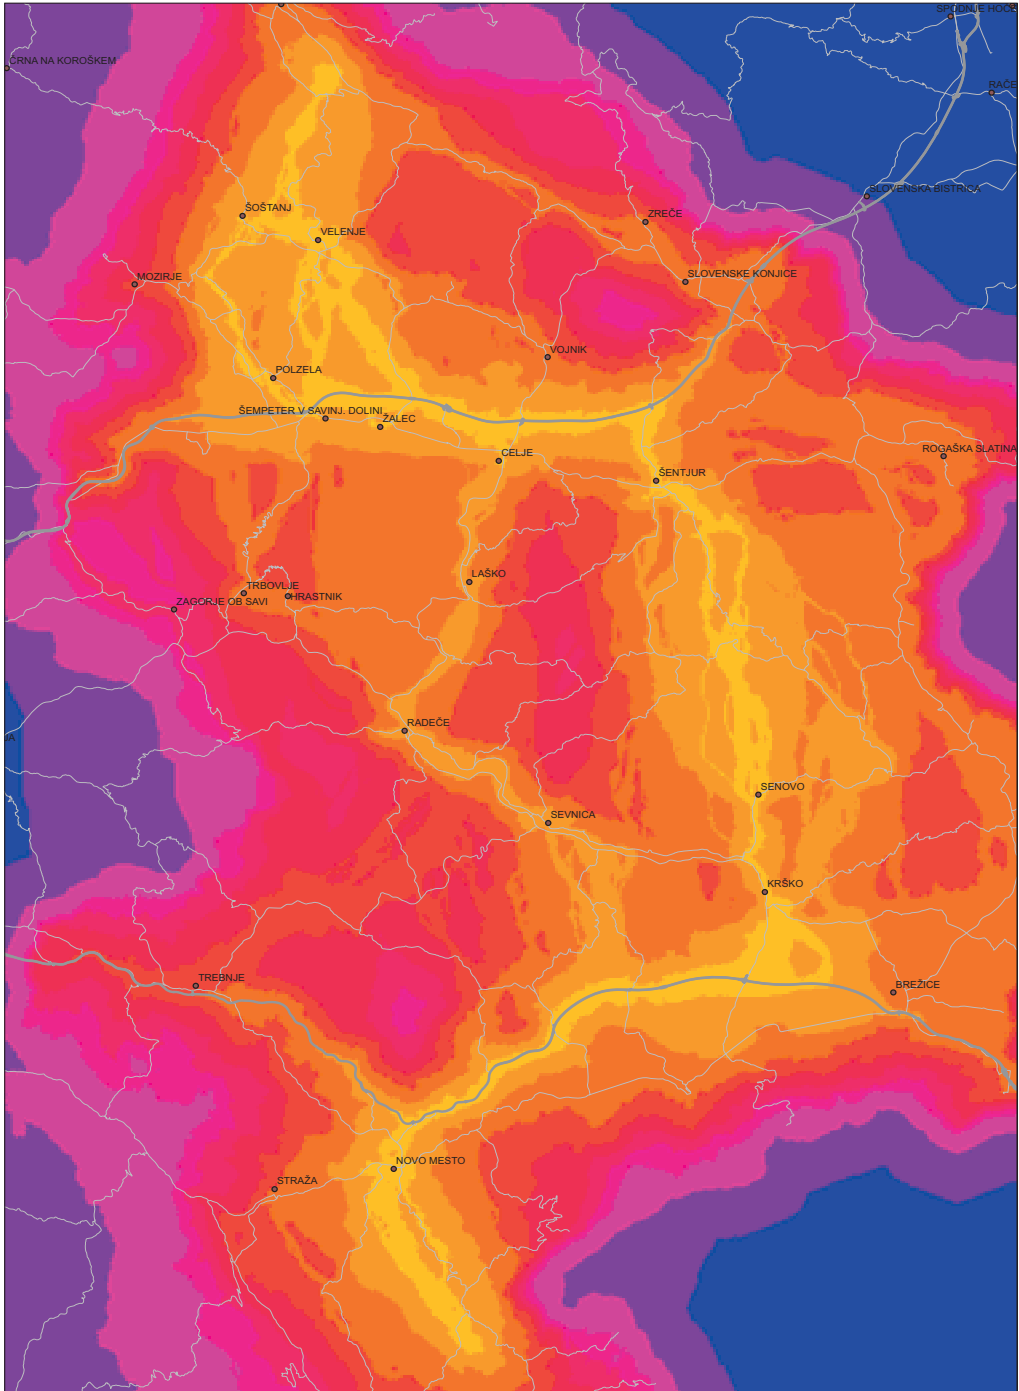 SPODNJE HOČE
ČRNA NA KOROŠKEM
RAČE
SLOVENSKA BISTRICA
ŠOŠTANJ
ZREČE
VELENJE
MOZIRJE
SLOVENSKE KONJICE
VOJNIK
POLZELA
ŠEMPETER V SAVINJ. DOLINI
ŽALEC
CELJE
ROGAŠKA SLATINA
ŠENTJUR
LAŠKO
TRBOVLJE
HRASTNIK
ZAGORJE OB SAVI
RADEČE
SENOVO
SEVNICA
KRŠKO
TREBNJE
BREŽICE
NOVO MESTO
STRAŽA